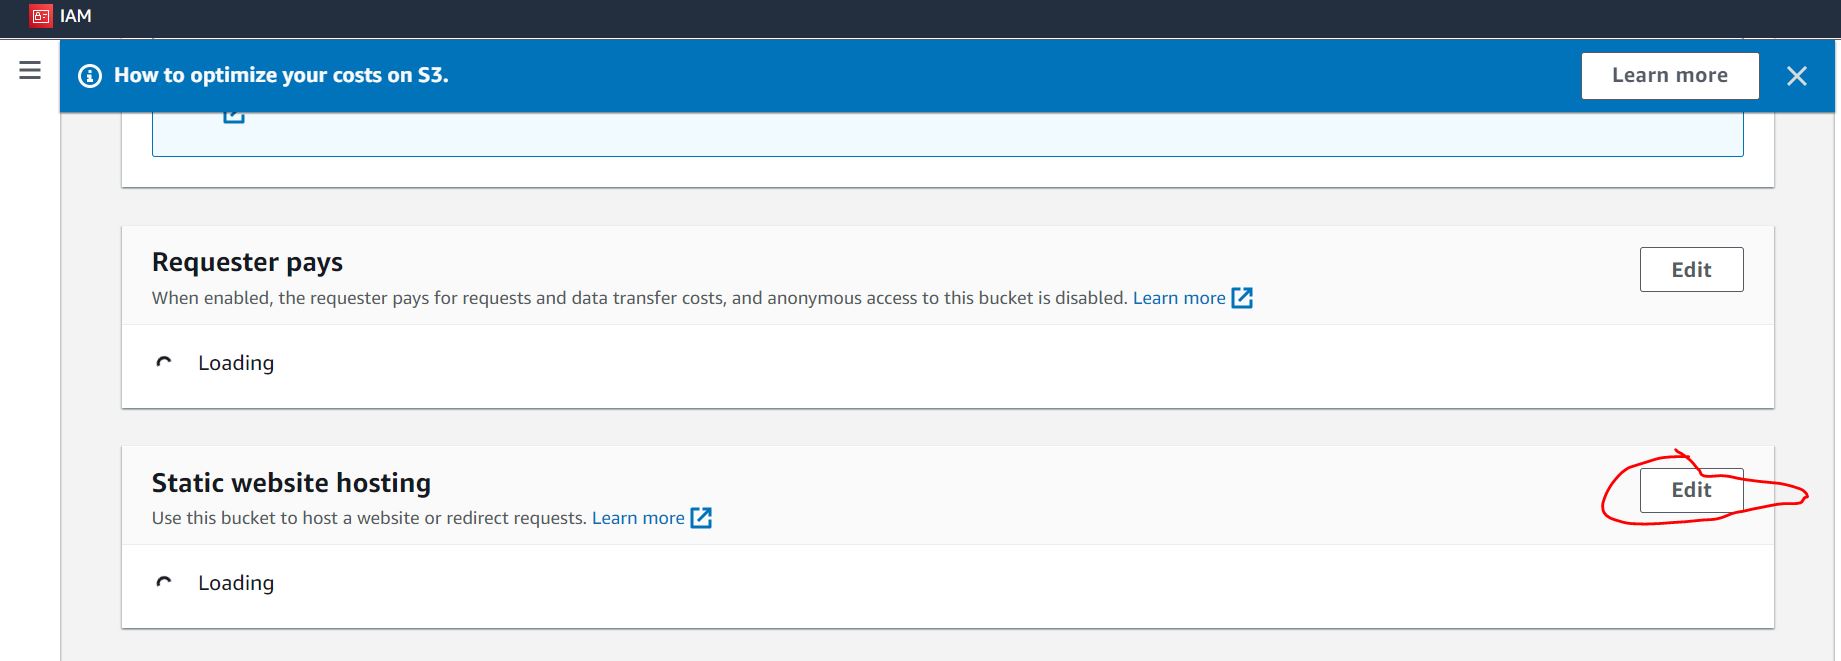 IAM
How to optimize your costs on S3.
Learn more
Requester pays
Edit
When enabled, the requester pays for requests and data transfer costs, and anonymous access to this bucket is disabled. Learn more
Loading
Static website hosting
Edit
Use this bucket to host a website or redirect requests. Learn more
Loading